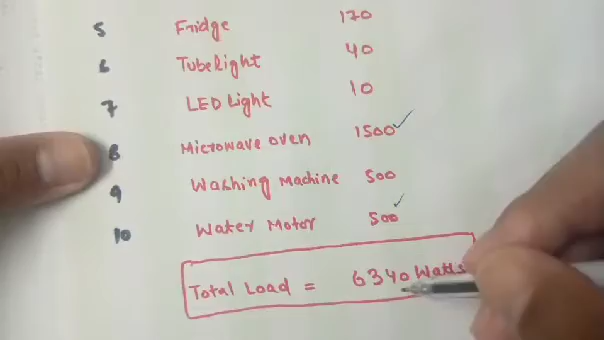 5 Fridge 170
6 Tubelight 40
7 LED Light 10
8 Microwave oven 1500
9 Washing Machine 500
10 Water Motor 500
Total Load = 6340 Watts